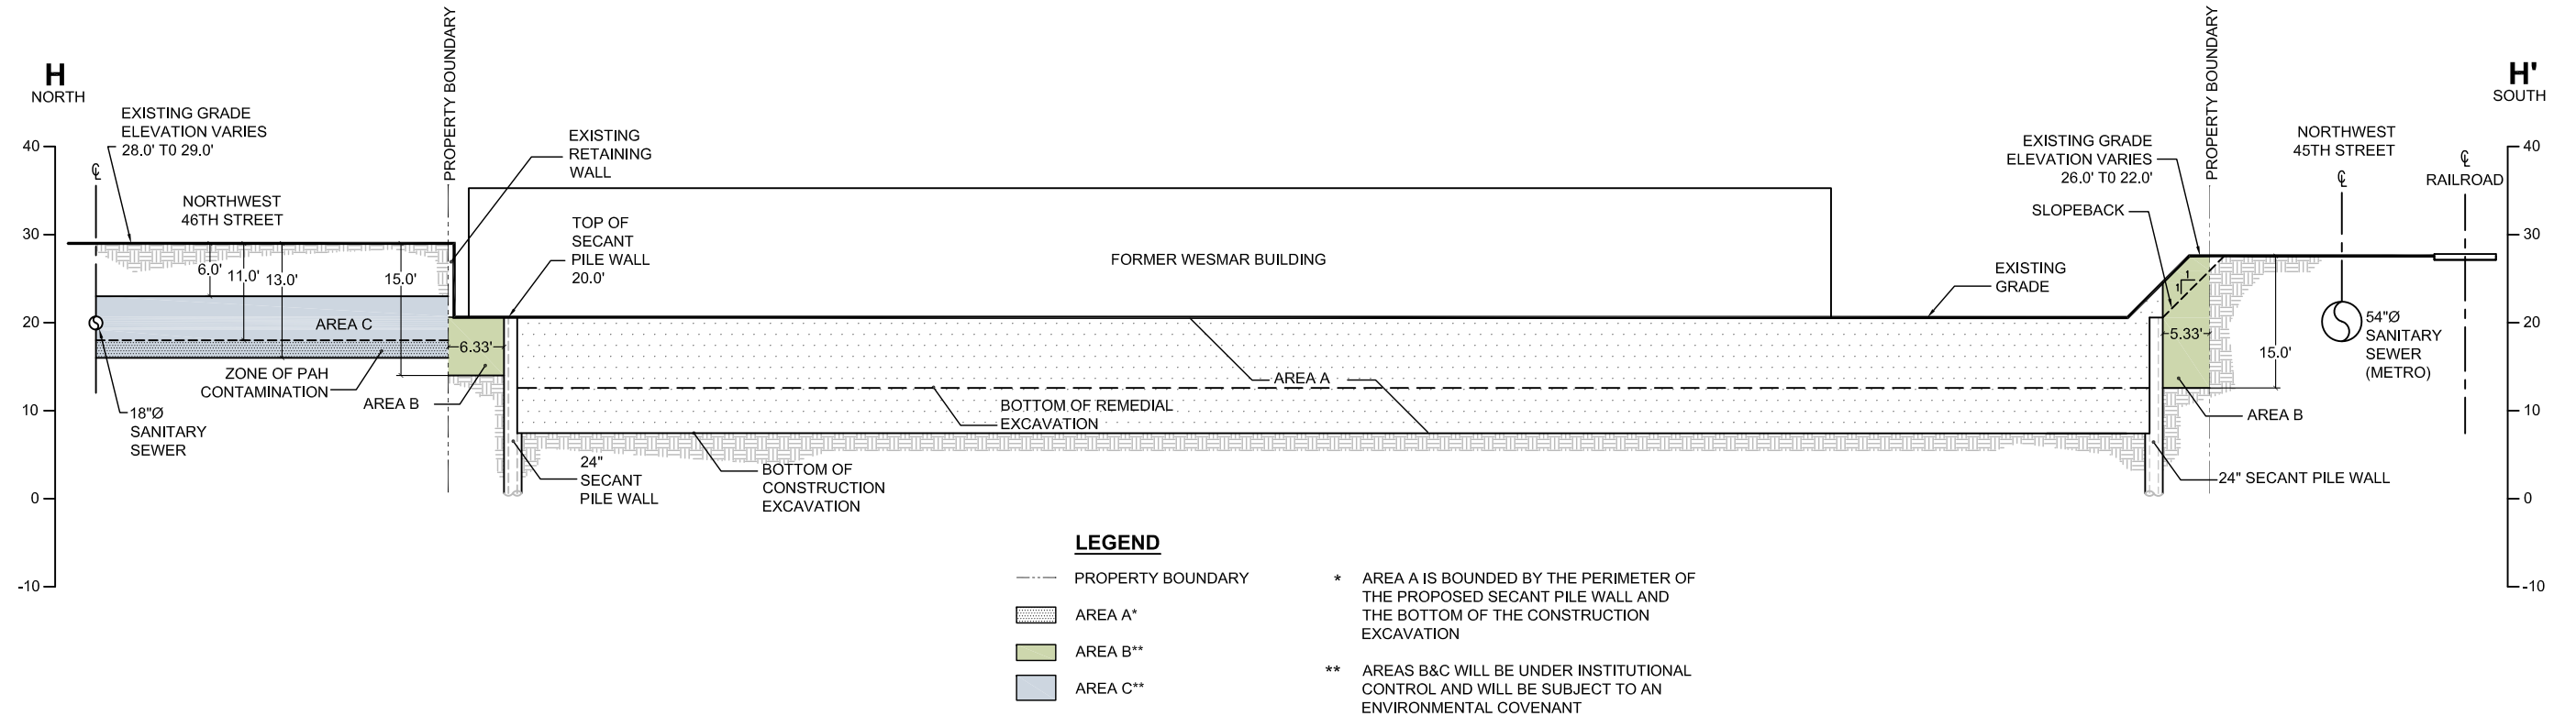 H
NORTH
EXISTING GRADE
ELEVATION VARIES
28.0' T0 29.0'
NORTHWEST
46TH STREET
PROPERTY BOUNDARY
EXISTING
RETAINING
WALL
TOP OF
SECANT
PILE WALL
20.0'
FORMER WESMAR BUILDING
EXISTING
GRADE
EXISTING GRADE
ELEVATION VARIES
26.0' T0 22.0'
SLOPEBACK
PROPERTY BOUNDARY
NORTHWEST
45TH STREET
RAILROAD
H'
SOUTH
40
30
20
10
0
-10
6.0'
11.0'
13.0'
15.0'
AREA C
ZONE OF PAH
CONTAMINATION
18"Ø
SANITARY
SEWER
6.33'
AREA B
24"
SECANT
PILE WALL
BOTTOM OF
CONSTRUCTION
EXCAVATION
AREA A
BOTTOM OF REMEDIAL
EXCAVATION
1
1
5.33'
15.0'
54"Ø
SANITARY
SEWER
(METRO)
AREA B
24" SECANT PILE WALL
40
30
20
10
0
-10
LEGEND
PROPERTY BOUNDARY
AREA A*
AREA B**
AREA C**
* AREA A IS BOUNDED BY THE PERIMETER OF
THE PROPOSED SECANT PILE WALL AND
THE BOTTOM OF THE CONSTRUCTION
EXCAVATION
** AREAS B&C WILL BE UNDER INSTITUTIONAL
CONTROL AND WILL BE SUBJECT TO AN
ENVIRONMENTAL COVENANT